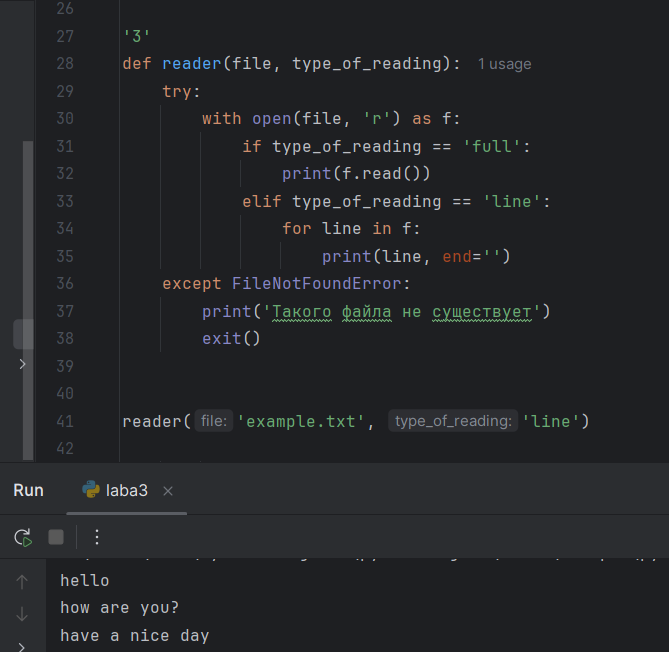 26
27 '3'
28 def reader(file, type_of_reading): 1 usage
29 try:
30 with open(file, 'r') as f:
31 if type_of_reading == 'full':
32 print(f.read())
33 elif type_of_reading == 'line':
34 for line in f:
35 print(line, end='')
36 except FileNotFoundError:
37 print('Такого файла не существует')
38 exit()
39
40
41 reader( file: 'example.txt', type_of_reading: 'line')
42
Run laba3
hello
how are you?
have a nice day